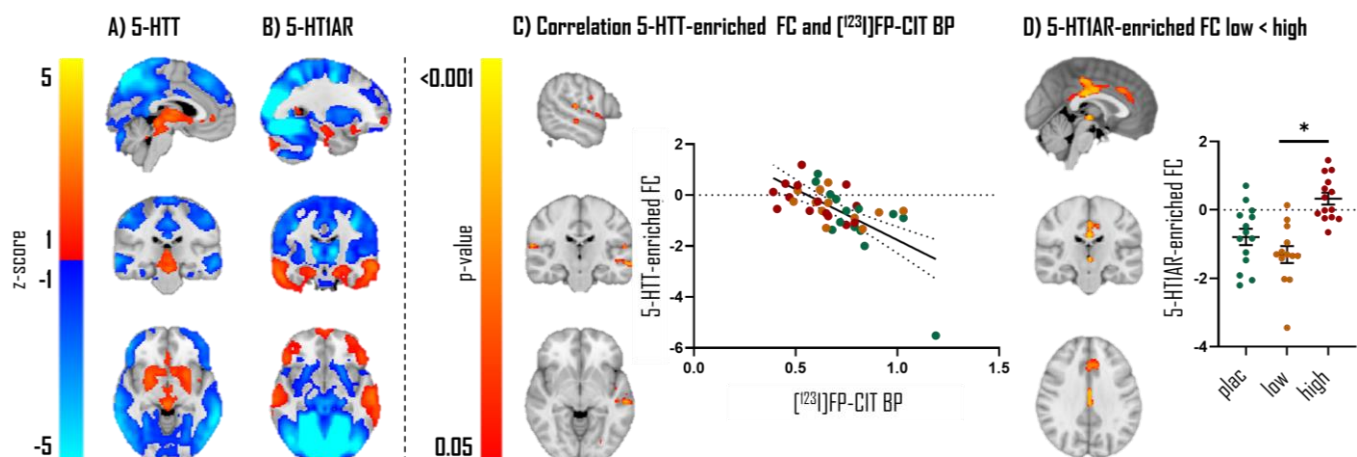 A) 5-HTT
B) 5-HT1AR
C) Correlation 5-HTT-enriched FC and [¹²³I]FP-CIT BP
D) 5-HT1AR-enriched FC low < high
5
1
-1
-5
z-score
<0.001
0.05
p-value
5-HTT-enriched FC
2
0
-2
-4
-6
0.0
0.5
1.0
1.5
[¹²³I]FP-CIT BP
5-HT1AR-enriched FC
2
0
-2
-4
*
plac
low
high